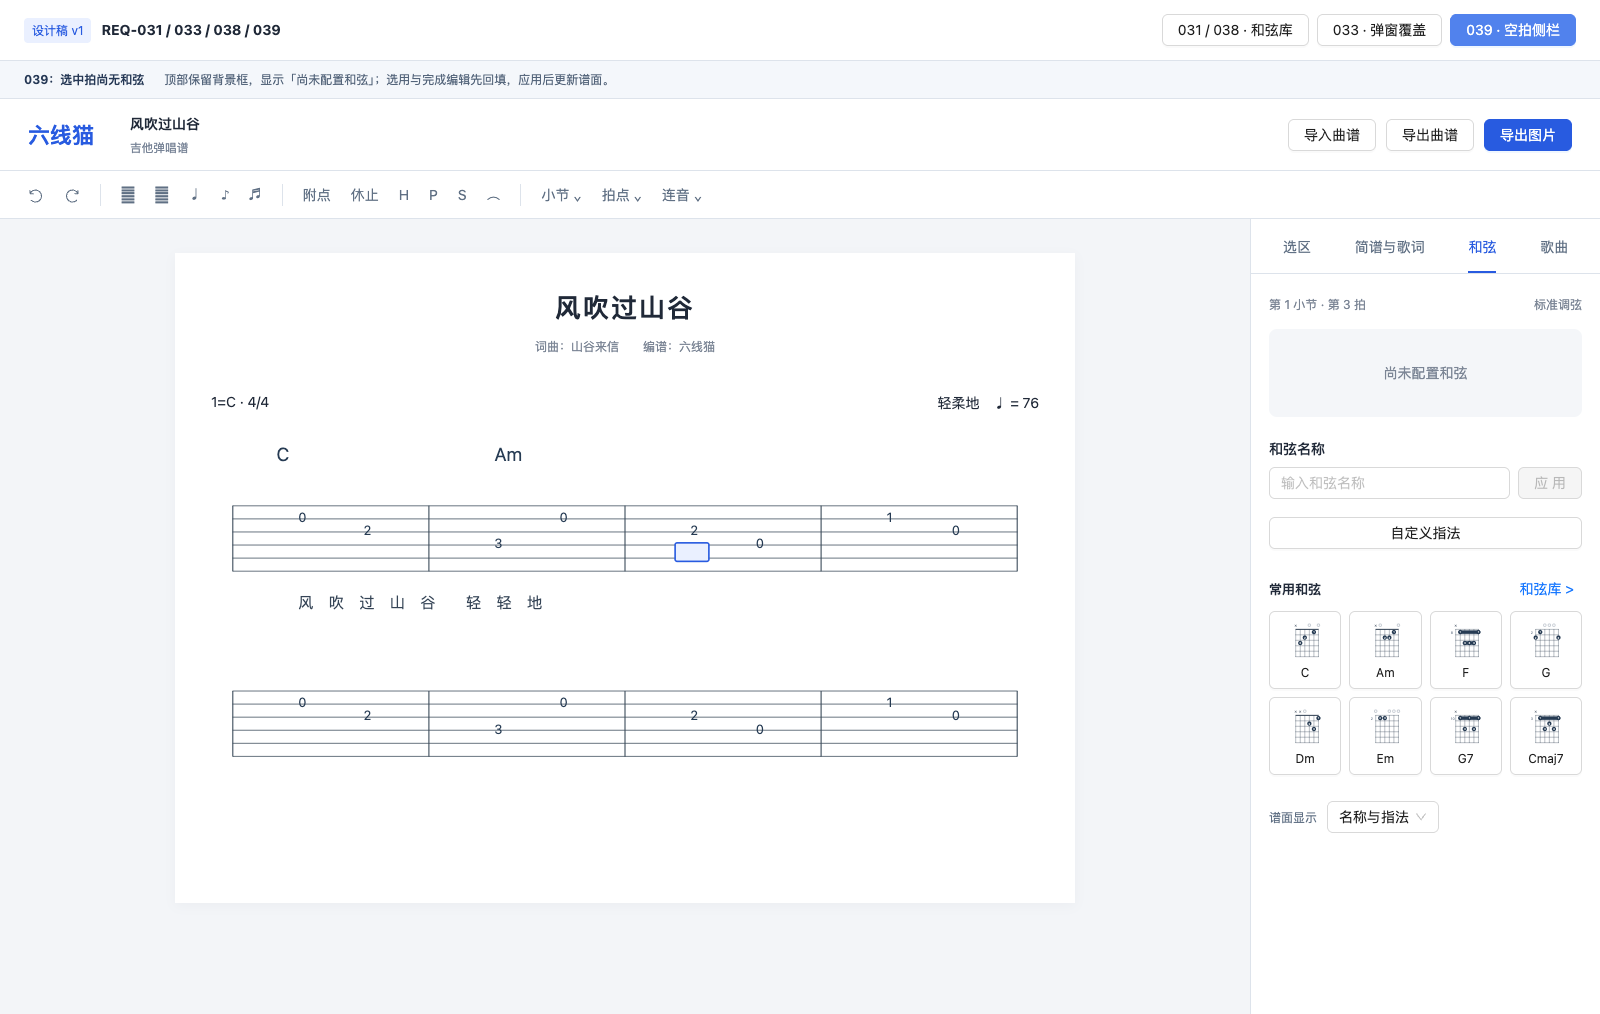 设计稿 v1 REQ-031 / 033 / 038 / 039 031 / 038 · 和弦库 033 · 弹窗覆盖 039 · 空拍侧栏
039：选中拍尚无和弦 顶部保留背景框，显示「尚未配置和弦」；选用与完成编辑先回填，应用后更新谱面。
六线猫
风吹过山谷
吉他弹唱谱
导入曲谱 导出曲谱 导出图片
附点 休止 H P S 小节 拍点 连音
风吹过山谷
词曲：山谷来信 编谱：六线猫
1=C · 4/4 轻柔地 ♩ = 76
C Am
0 0 1
2 2 0
3 0
风 吹 过 山 谷 轻 轻 地
0 0 1
2 2 0
3 0
选区 简谱与歌词 和弦 歌曲
第 1 小节 · 第 3 拍 标准调弦
尚未配置和弦
和弦名称
输入和弦名称 应 用
自定义指法
常用和弦 和弦库 >
C Am F G
Dm Em G7 Cmaj7
谱面显示 名称与指法